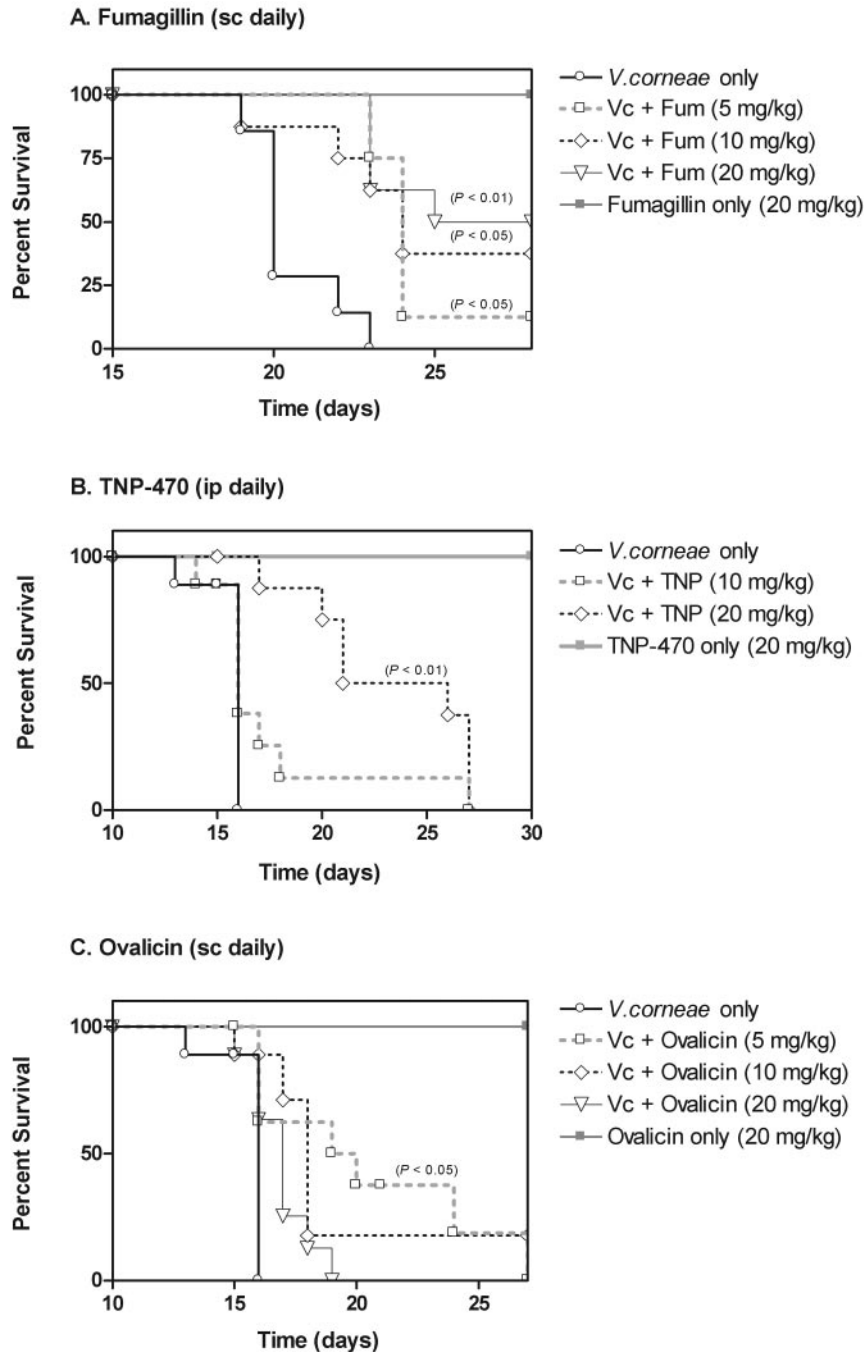 A. Fumagillin (sc daily)
Percent Survival
100
75
50
25
0
15
20
25
Time (days)
(P < 0.01)
(P < 0.05)
(P < 0.05)
V.corneae only
Vc + Fum (5 mg/kg)
Vc + Fum (10 mg/kg)
Vc + Fum (20 mg/kg)
Fumagillin only (20 mg/kg)
B. TNP-470 (ip daily)
Percent Survival
100
50
0
10
15
20
25
30
Time (days)
(P < 0.01)
V.corneae only
Vc + TNP (10 mg/kg)
Vc + TNP (20 mg/kg)
TNP-470 only (20 mg/kg)
C. Ovalicin (sc daily)
Percent Survival
100
50
0
10
15
20
25
Time (days)
(P < 0.05)
V.corneae only
Vc + Ovalicin (5 mg/kg)
Vc + Ovalicin (10 mg/kg)
Vc + Ovalicin (20 mg/kg)
Ovalicin only (20 mg/kg)